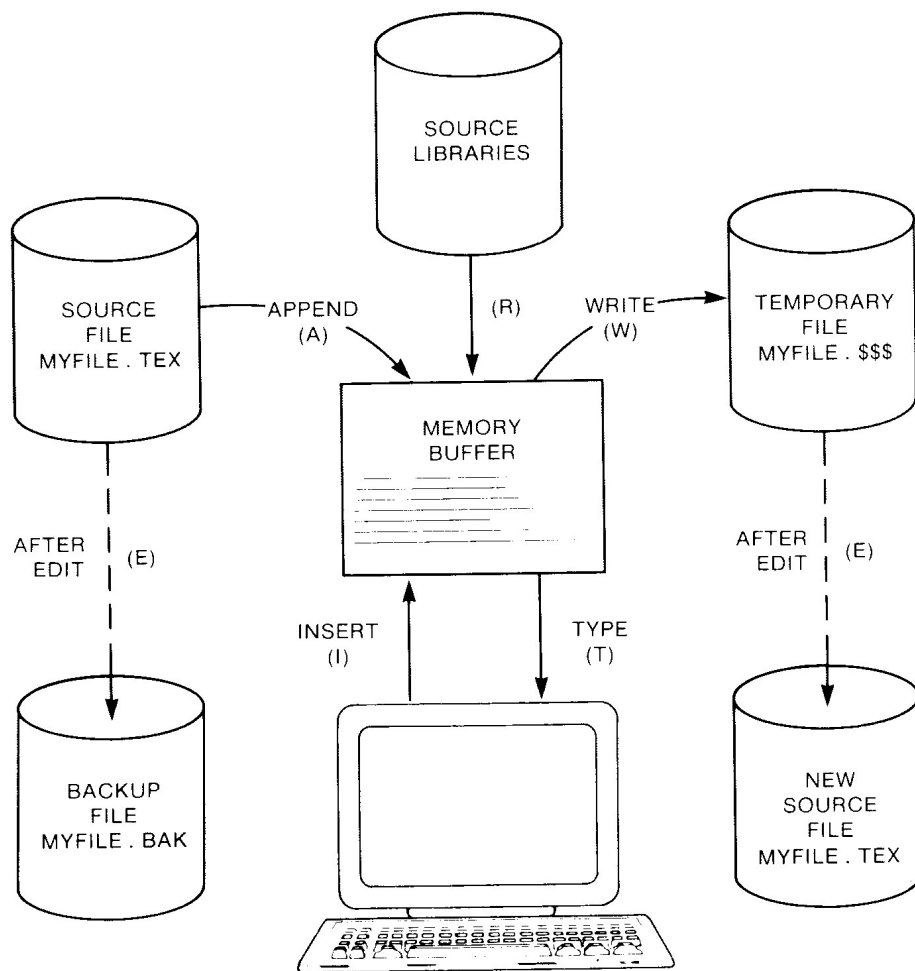 SOURCE
LIBRARIES
SOURCE
FILE
MYFILE . TEX
APPEND
(A)
(R)
WRITE
(W)
TEMPORARY
FILE
MYFILE . $$$
MEMORY
BUFFER
AFTER
EDIT
(E)
INSERT
(I)
TYPE
(T)
AFTER
EDIT
(E)
BACKUP
FILE
MYFILE . BAK
NEW
SOURCE
FILE
MYFILE . TEX